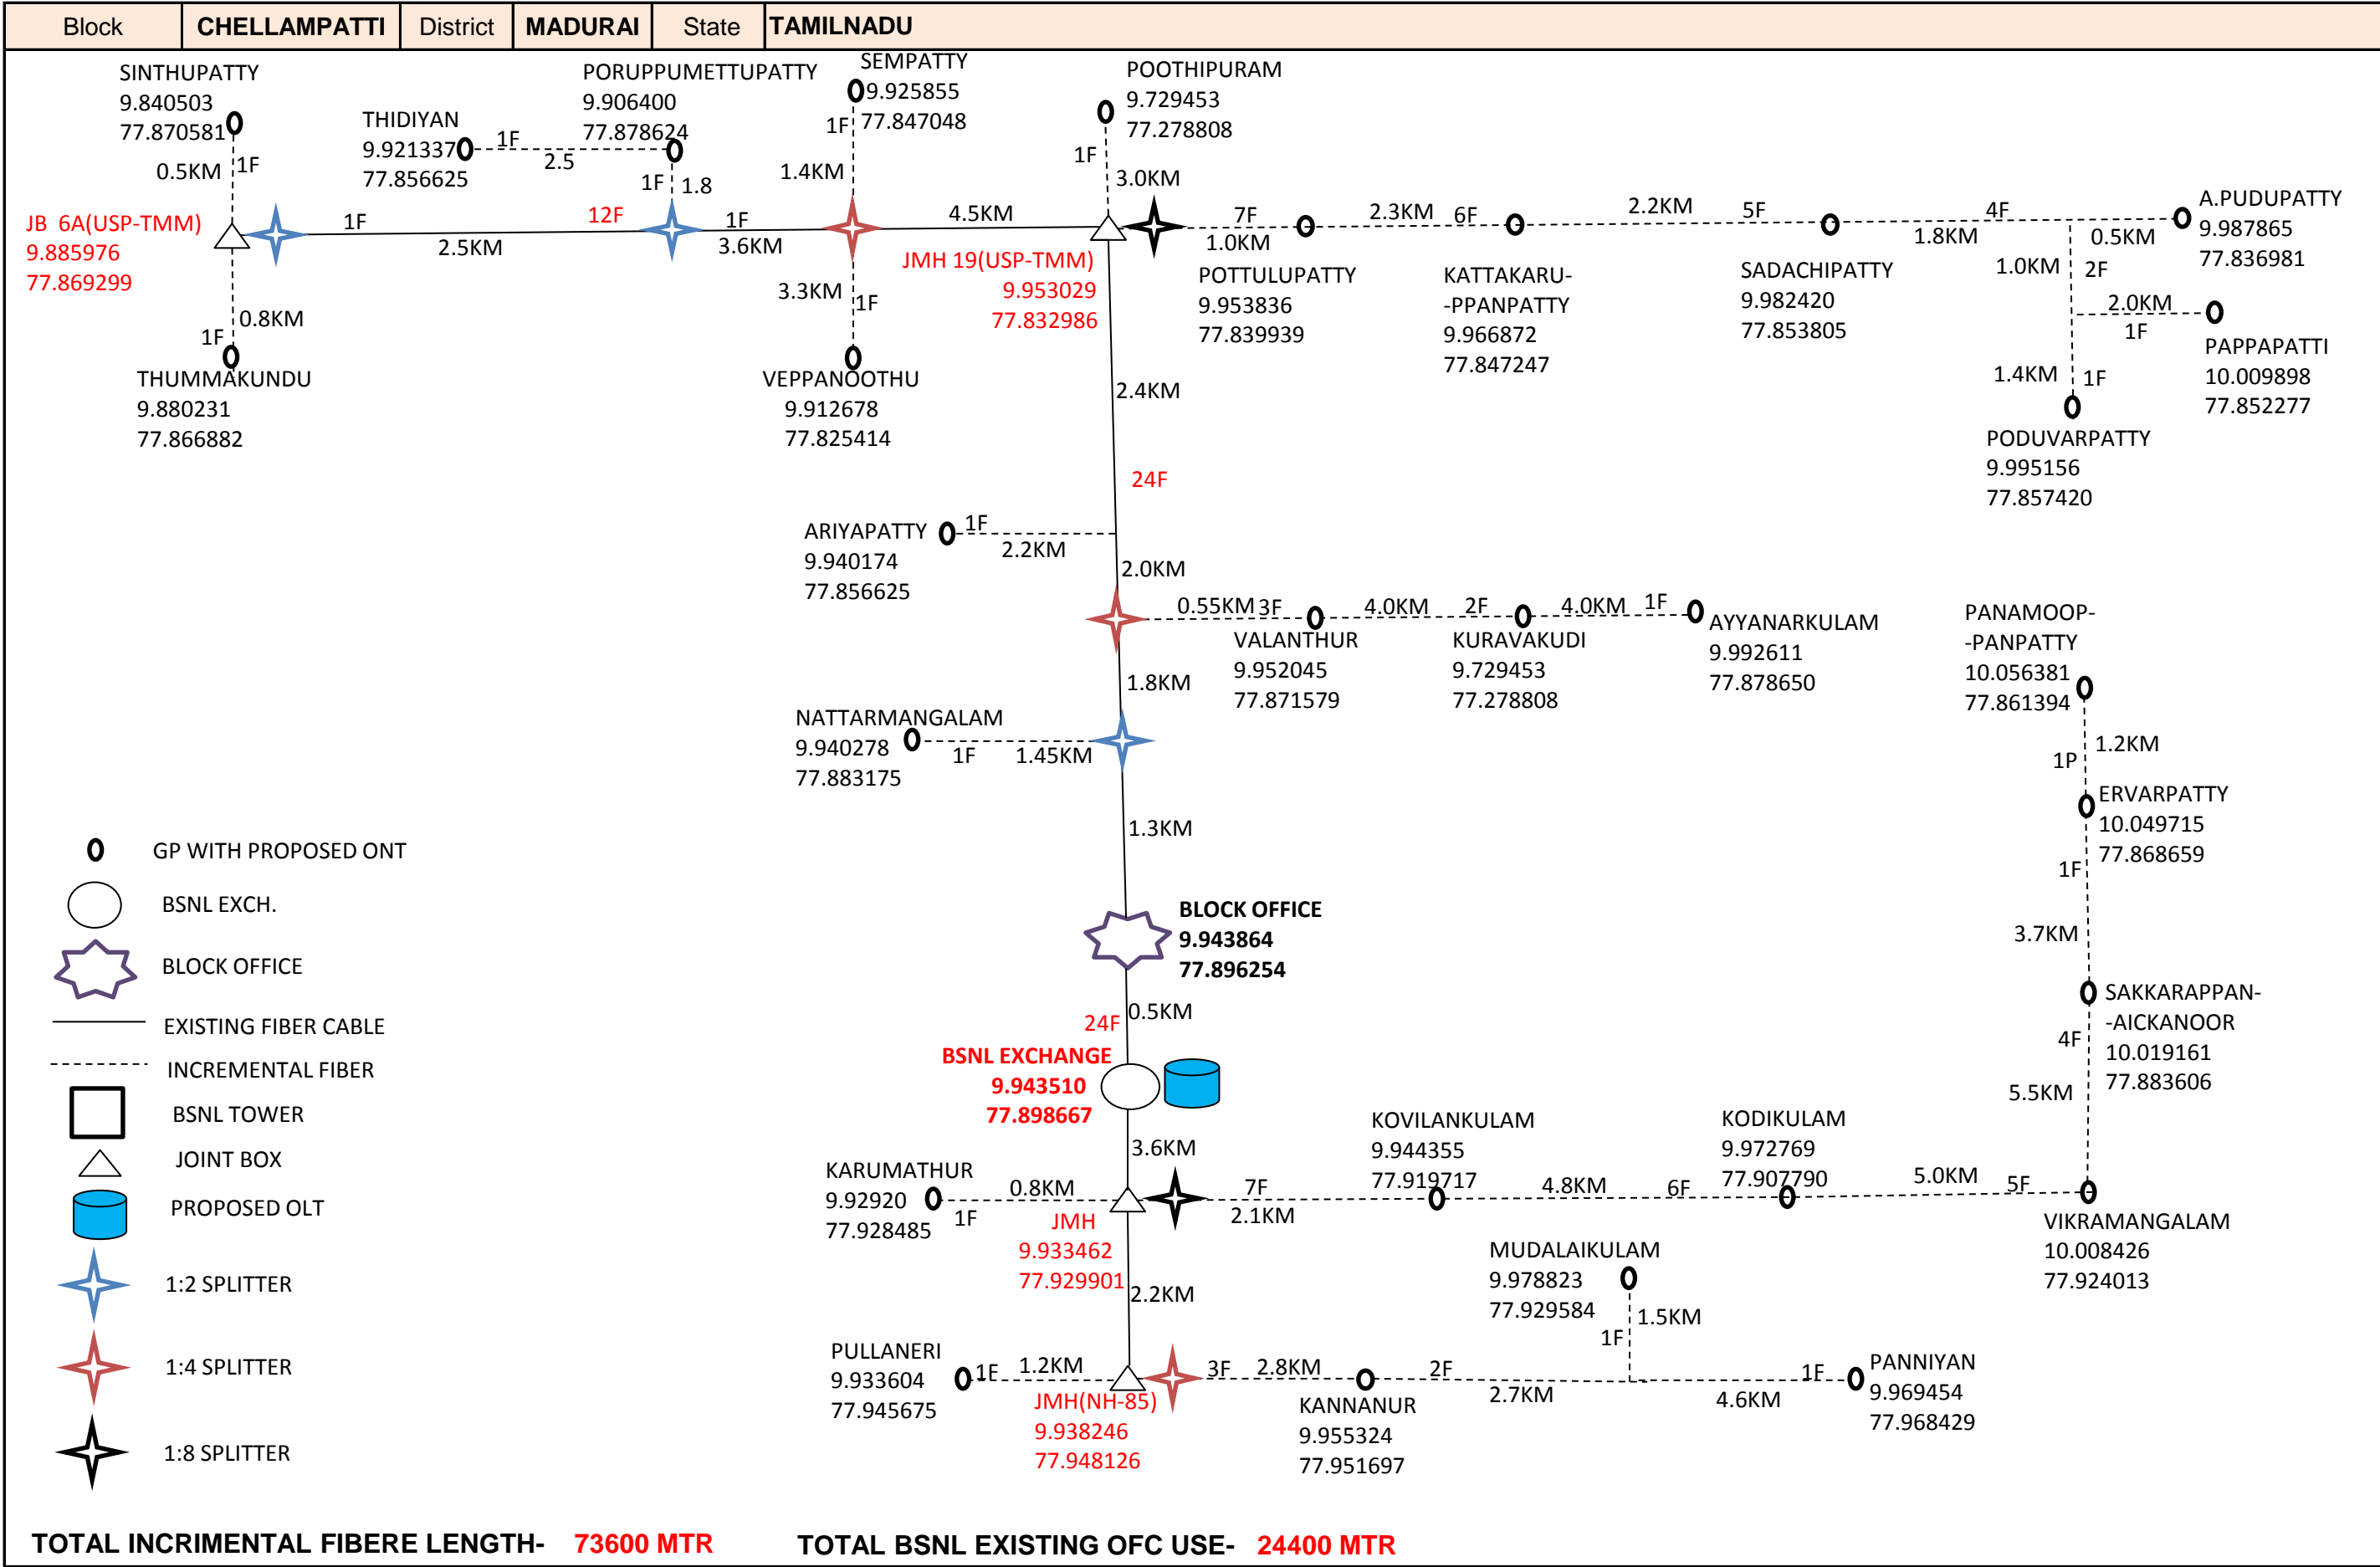 Block CHELLAMPATTI District MADURAI State TAMILNADU
SINTHUPATTY
9.840503
77.870581
0.5KM
1F
THIDIYAN
9.921337
77.856625
1F
2.5
PORUPPUMETTUPATTY
9.906400
77.878624
1F
1.8
SEMPATTY
9.925855
77.847048
1F
1.4KM
POOTHIPURAM
9.729453
77.278808
1F
3.0KM
JB  6A(USP-TMM)
9.885976
77.869299
1F
2.5KM
12F
1F
3.6KM
4.5KM
JMH 19(USP-TMM)
9.953029
77.832986
7F
1.0KM
POTTULUPATTY
9.953836
77.839939
2.3KM
6F
KATTAKARU-
-PPANPATTY
9.966872
77.847247
2.2KM
5F
SADACHIPATTY
9.982420
77.853805
4F
1.8KM
0.5KM
A.PUDUPATTY
9.987865
77.836981
1.0KM
2F
2.0KM
1F
PAPPAPATTI
10.009898
77.852277
1.4KM
1F
PODUVARPATTY
9.995156
77.857420
0.8KM
1F
THUMMAKUNDU
9.880231
77.866882
3.3KM
1F
VEPPANOOTHU
9.912678
77.825414
2.4KM
24F
ARIYAPATTY
9.940174
77.856625
1F
2.2KM
2.0KM
0.55KM
3F
VALANTHUR
9.952045
77.871579
4.0KM
2F
KURAVAKUDI
9.729453
77.278808
4.0KM
1F
AYYANARKULAM
9.992611
77.878650
1.8KM
NATTARMANGALAM
9.940278
77.883175
1F
1.45KM
1.3KM
PANAMOOP-
-PANPATTY
10.056381
77.861394
1.2KM
1P
ERVARPATTY
10.049715
77.868659
1F
3.7KM
SAKKARAPPAN-
-AICKANOOR
10.019161
77.883606
4F
5.5KM
BLOCK OFFICE
9.943864
77.896254
0.5KM
24F
BSNL EXCHANGE
9.943510
77.898667
3.6KM
KARUMATHUR
9.92920
77.928485
0.8KM
1F
JMH
9.933462
77.929901
7F
2.1KM
KOVILANKULAM
9.944355
77.919717
4.8KM
6F
KODIKULAM
9.972769
77.907790
5.0KM
5F
VIKRAMANGALAM
10.008426
77.924013
2.2KM
PULLANERI
9.933604
77.945675
1F
1.2KM
JMH(NH-85)
9.938246
77.948126
3F
2.8KM
KANNANUR
9.955324
77.951697
2F
2.7KM
MUDALAIKULAM
9.978823
77.929584
1.5KM
1F
4.6KM
1F
PANNIYAN
9.969454
77.968429
GP WITH PROPOSED ONT
BSNL EXCH.
BLOCK OFFICE
EXISTING FIBER CABLE
INCREMENTAL FIBER
BSNL TOWER
JOINT BOX
PROPOSED OLT
1:2 SPLITTER
1:4 SPLITTER
1:8 SPLITTER
TOTAL INCRIMENTAL FIBERE LENGTH- 73600 MTR TOTAL BSNL EXISTING OFC USE- 24400 MTR